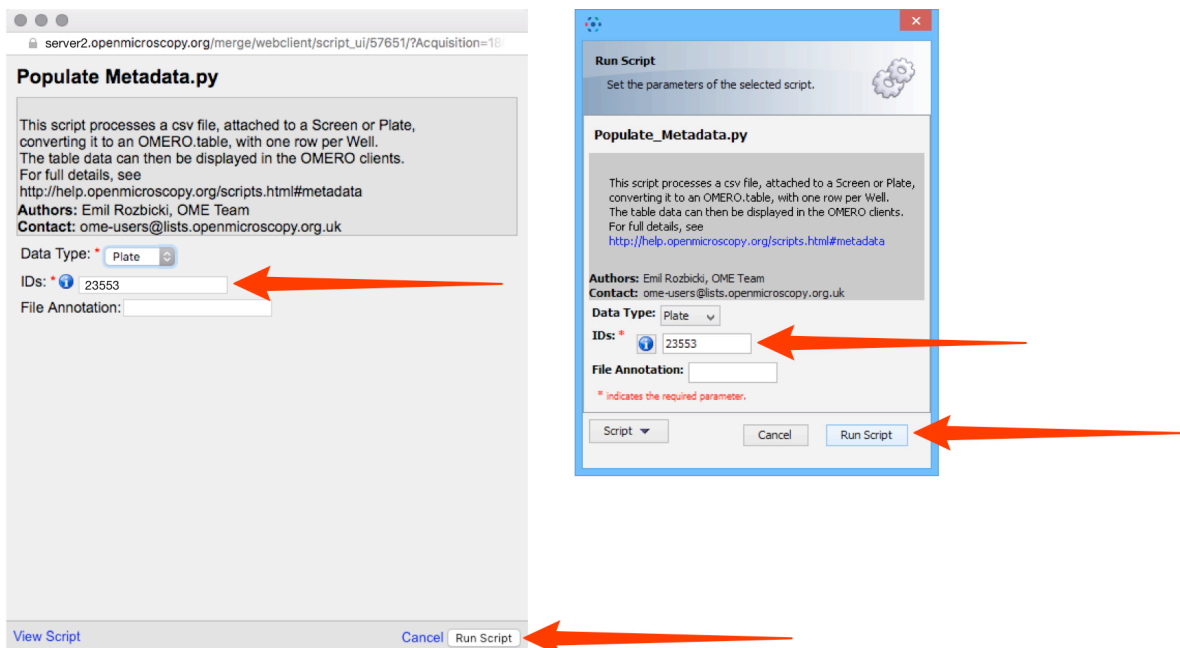 server2.openmicroscopy.org/merge/webclient/script_ui/57651/?Acquisition=18
Populate Metadata.py
This script processes a csv file, attached to a Screen or Plate,
converting it to an OMERO.table, with one row per Well.
The table data can then be displayed in the OMERO clients.
For full details, see
http://help.openmicroscopy.org/scripts.html#metadata
Authors: Emil Rozbicki, OME Team
Contact: ome-users@lists.openmicroscopy.org.uk
Data Type: * Plate
IDs: * 23553
File Annotation:
View Script
Cancel Run Script
Run Script
Set the parameters of the selected script.
Populate_Metadata.py
This script processes a csv file, attached to a Screen or Plate,
converting it to an OMERO.table, with one row per Well.
The table data can then be displayed in the OMERO clients.
For full details, see
http://help.openmicroscopy.org/scripts.html#metadata
Authors: Emil Rozbicki, OME Team
Contact: ome-users@lists.openmicroscopy.org.uk
Data Type: Plate
IDs: * 23553
File Annotation:
* indicates the required parameter.
Script Cancel Run Script